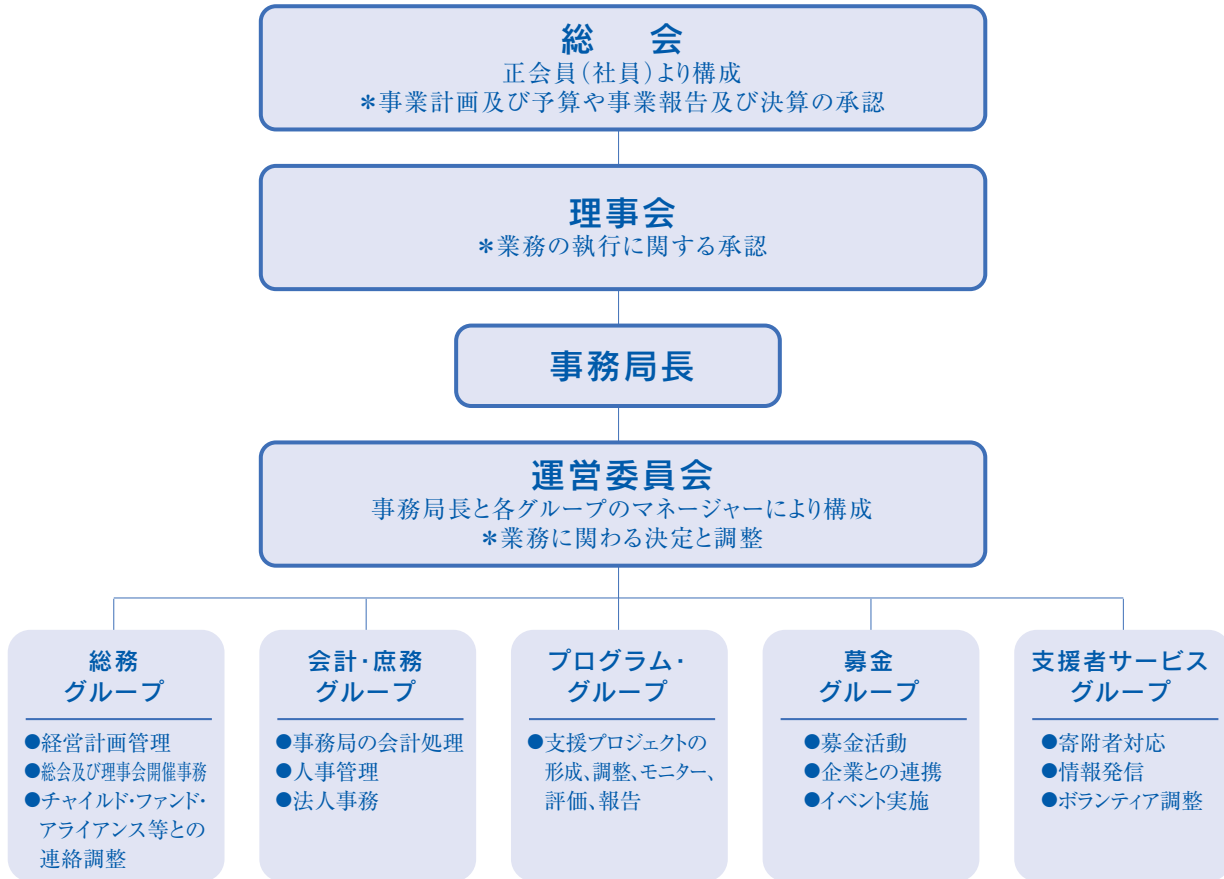 総　会
正会員（社員）より構成
＊事業計画及び予算や事業報告及び決算の承認
理事会
＊業務の執行に関する承認
事務局長
運営委員会
事務局長と各グループのマネージャーにより構成
＊業務に関わる決定と調整
総務
グループ
●経営計画管理
●総会及び理事会開催事務
●チャイルド・ファンド・
アライアンス等との
連絡調整
会計・庶務
グループ
●事務局の会計処理
●人事管理
●法人事務
プログラム・
グループ
●支援プロジェクトの
形成、調整、モニター、
評価、報告
募金
グループ
●募金活動
●企業との連携
●イベント実施
支援者サービス
グループ
●寄附者対応
●情報発信
●ボランティア調整